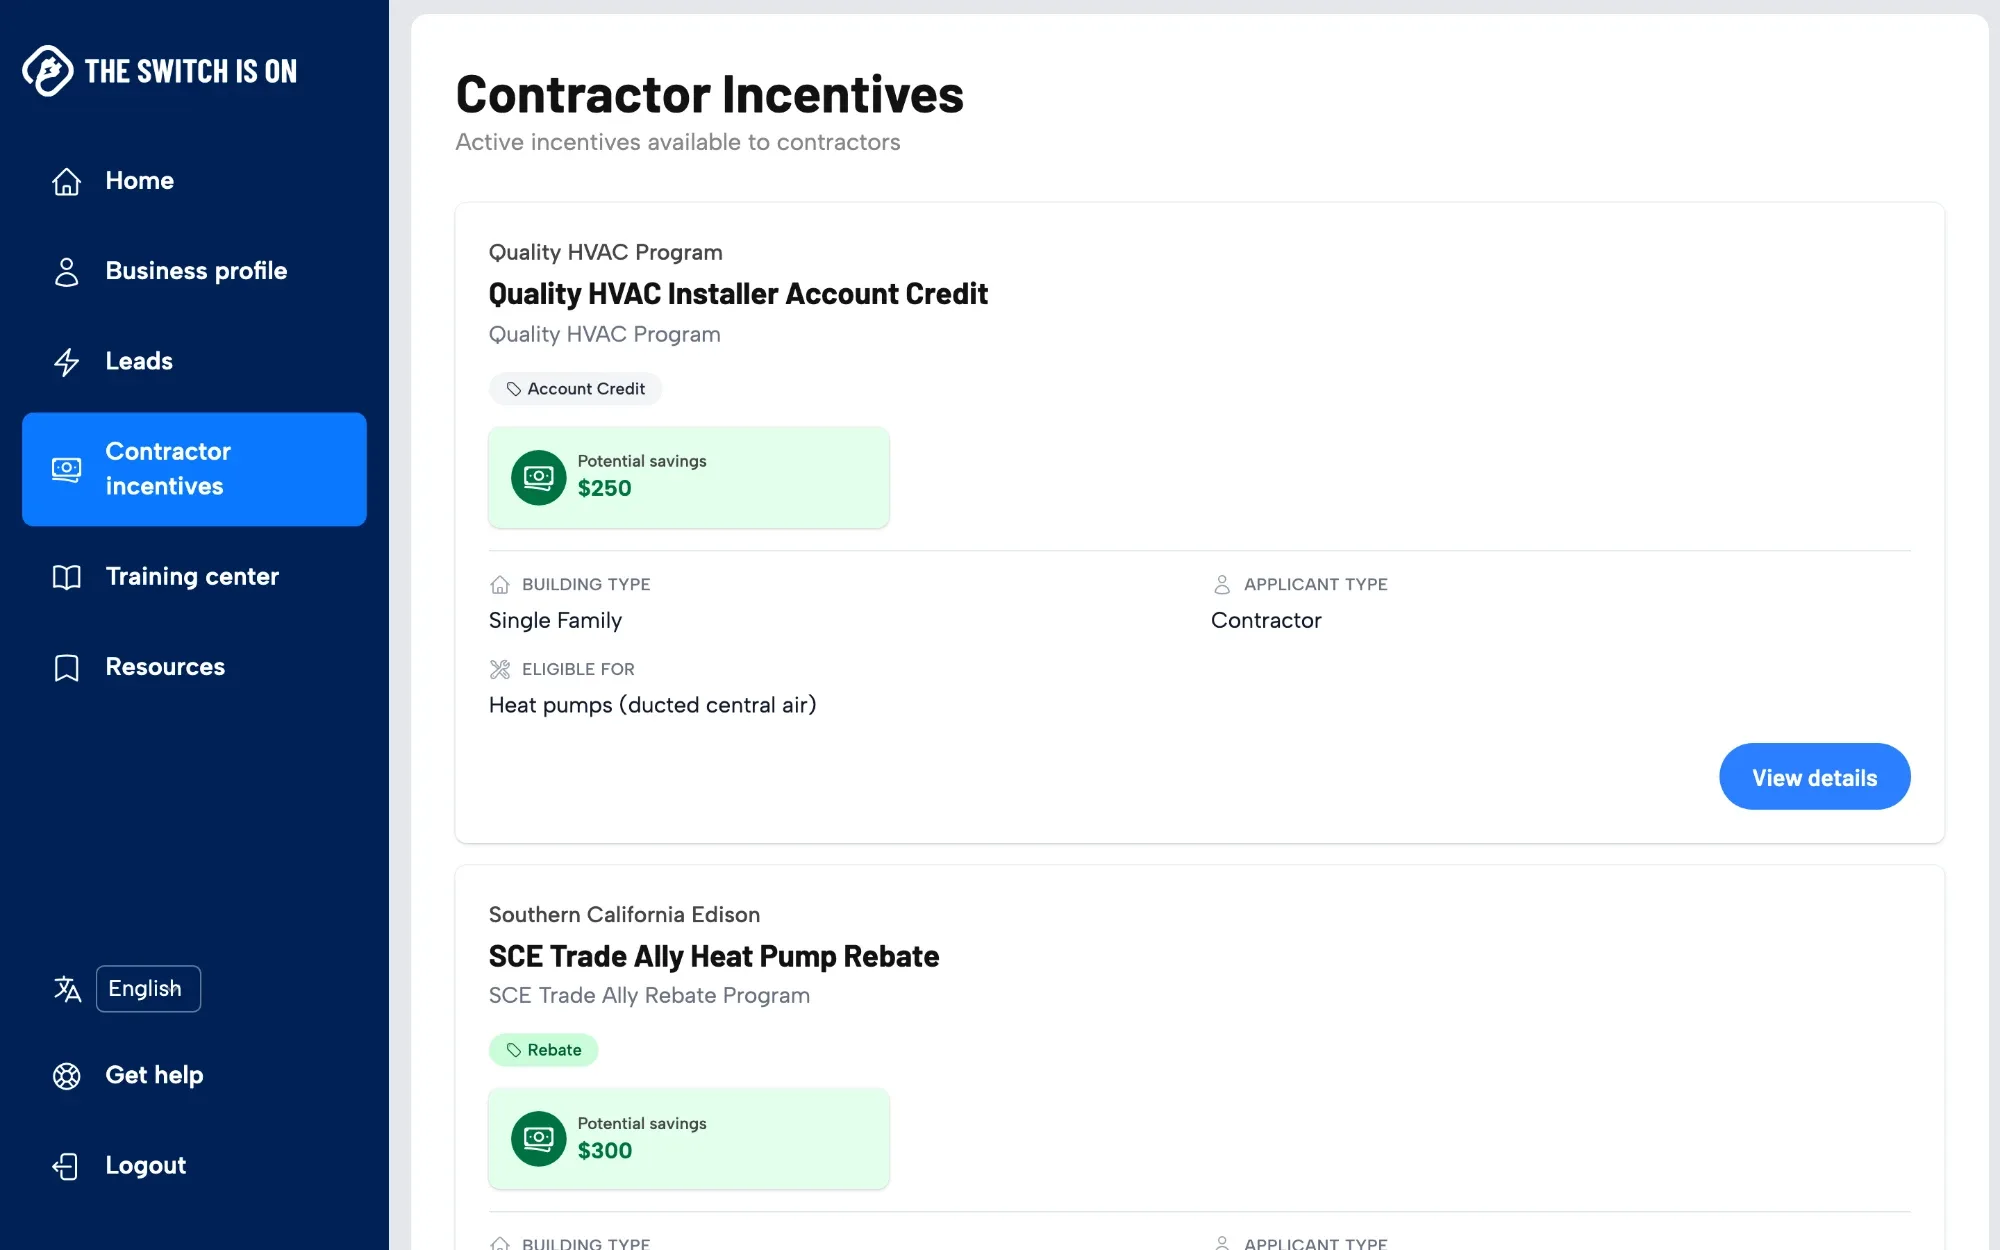 THE SWITCH IS ON
Home
Business profile
Leads
Contractor
incentives
Training center
Resources
English
Get help
Logout
Contractor Incentives
Active incentives available to contractors
Quality HVAC Program
Quality HVAC Installer Account Credit
Quality HVAC Program
Account Credit
Potential savings
$250
BUILDING TYPE
Single Family
APPLICANT TYPE
Contractor
ELIGIBLE FOR
Heat pumps (ducted central air)
View details
Southern California Edison
SCE Trade Ally Heat Pump Rebate
SCE Trade Ally Rebate Program
Rebate
Potential savings
$300
BUILDING TYPE
APPLICANT TYPE